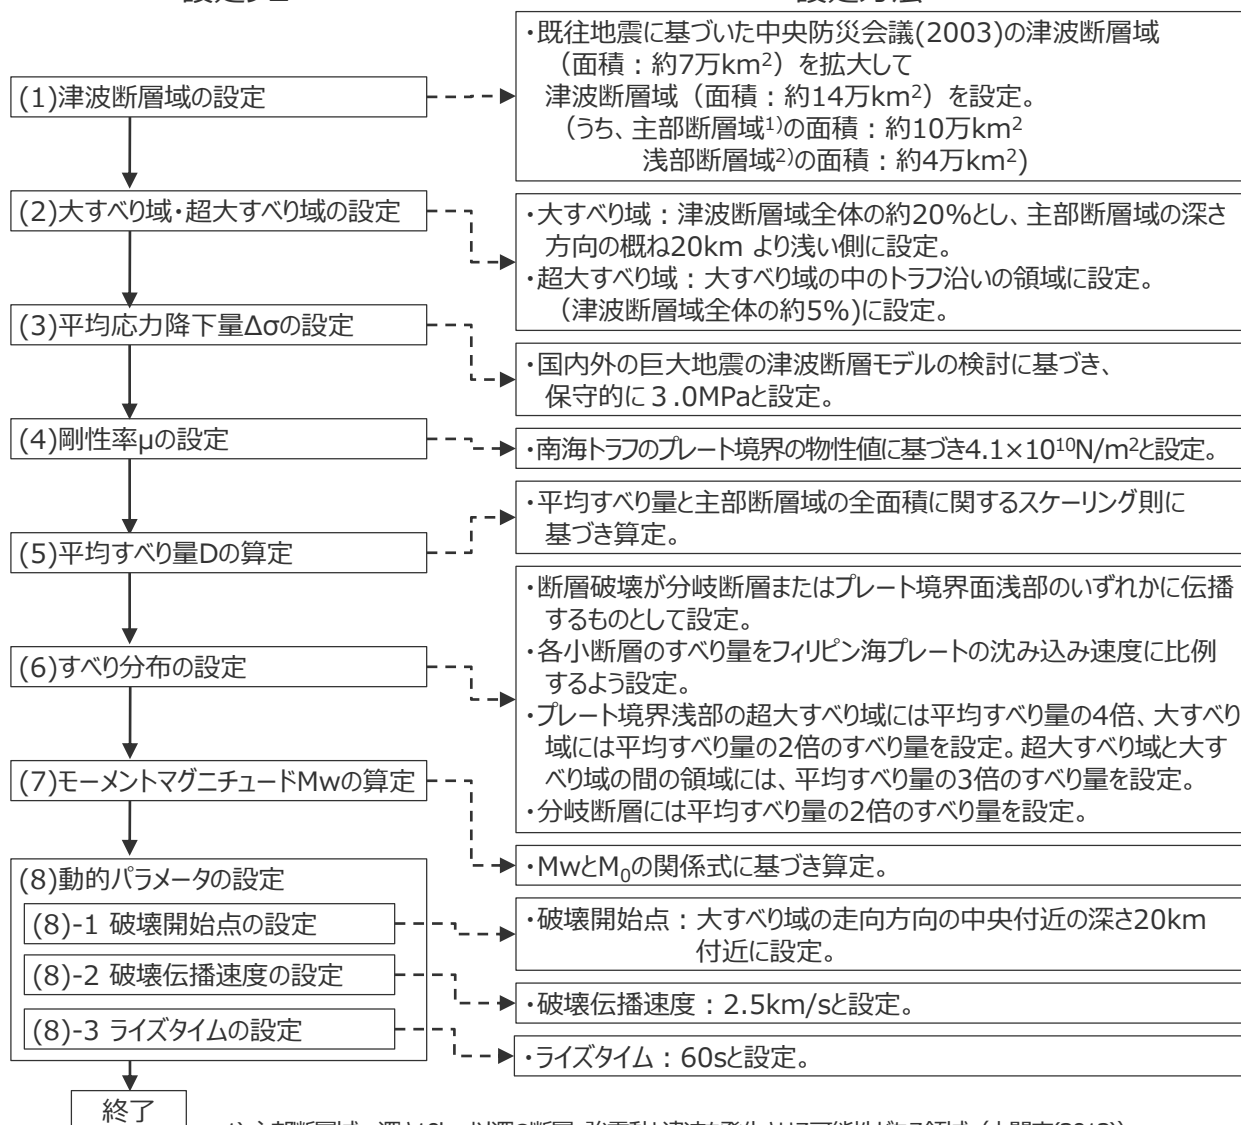 ・既往地震に基づいた中央防災会議(2003)の津波断層域
（面積：約7万km2）を拡大して
津波断層域（面積：約14万km2）を設定。
（うち、主部断層域1)の面積：約10万km2
浅部断層域2)の面積：約4万km2)
(1)津波断層域の設定
(2)大すべり域・超大すべり域の設定
・大すべり域：津波断層域全体の約20%とし、主部断層域の深さ
方向の概ね20km より浅い側に設定。
・超大すべり域：大すべり域の中のトラフ沿いの領域に設定。
（津波断層域全体の約5%)に設定。
(3)平均応力降下量Δσの設定
・国内外の巨大地震の津波断層モデルの検討に基づき、
保守的に３.0MPaと設定。
(4)剛性率μの設定
・南海トラフのプレート境界の物性値に基づき4.1×1010N/m2と設定。
(5)平均すべり量Dの算定
・平均すべり量と主部断層域の全面積に関するスケーリング則に
基づき算定。
(6)すべり分布の設定
・断層破壊が分岐断層またはプレート境界面浅部のいずれかに伝播
するものとして設定。
・各小断層のすべり量をフィリピン海プレートの沈み込み速度に比例
するよう設定。
・プレート境界浅部の超大すべり域には平均すべり量の4倍、大すべり
域には平均すべり量の2倍のすべり量を設定。超大すべり域と大す
べり域の間の領域には、平均すべり量の3倍のすべり量を設定。
・分岐断層には平均すべり量の2倍のすべり量を設定。
(7)モーメントマグニチュードMwの算定
・MwとM0の関係式に基づき算定。
(8)動的パラメータの設定
(8)-1 破壊開始点の設定
・破壊開始点：大すべり域の走向方向の中央付近の深さ20km
付近に設定。
(8)-2 破壊伝播速度の設定
・破壊伝播速度：2.5km/sと設定。
(8)-3 ライズタイムの設定
・ライズタイム：60sと設定。
終了